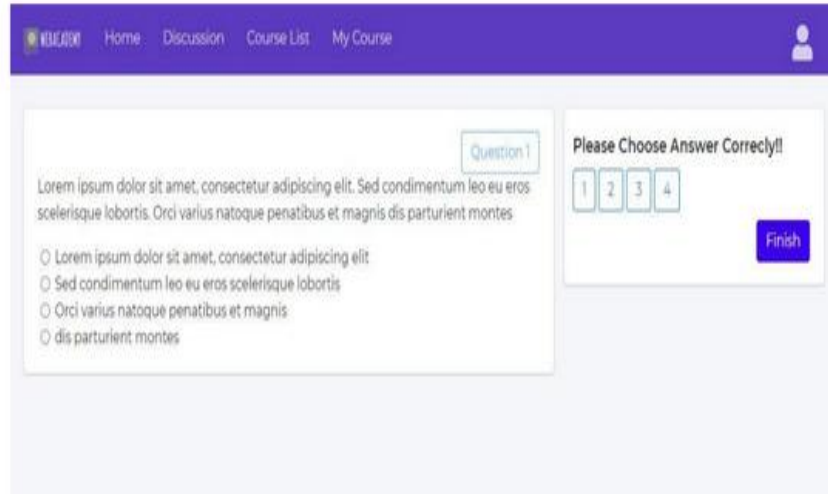 WEBACADEMY
Home Discussion Course List My Course
Question 1
Lorem ipsum dolor sit amet, consectetur adipiscing elit. Sed condimentum leo eu eros
scelerisque lobortis. Orci varius natoque penatibus et magnis dis parturient montes
Lorem ipsum dolor sit amet, consectetur adipiscing elit
Sed condimentum leo eu eros scelerisque lobortis
Orci varius natoque penatibus et magnis
dis parturient montes
Please Choose Answer Correcly!!
1 2 3 4
Finish